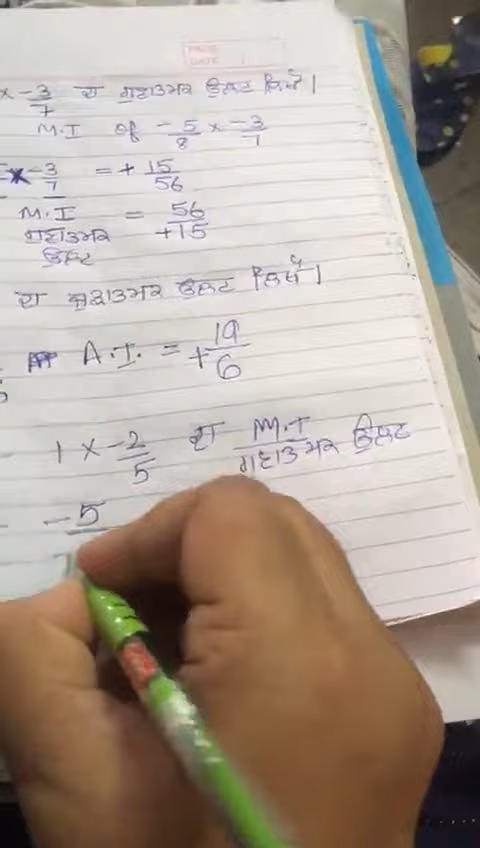 PAGE
DATE
× -3/7 ਦਾ ਗੁਣਾਤਮਕ ਉਲਟ ਲਿਖੋ।
M.I of -5/8 × -3/7
× -3/7 = + 15/56
M.I = 56/+15
ਗੁਣਾਤਮਕ
ਉਲਟ
ਦਾ ਜੁਣਾਤਮਕ ਉਲਟ ਲਿਖੋ।
A.I. = + 19/6
1 × -2/5 ਦਾ M.I
ਗੁਣਾਤਮਕ ਉਲਟ
-5